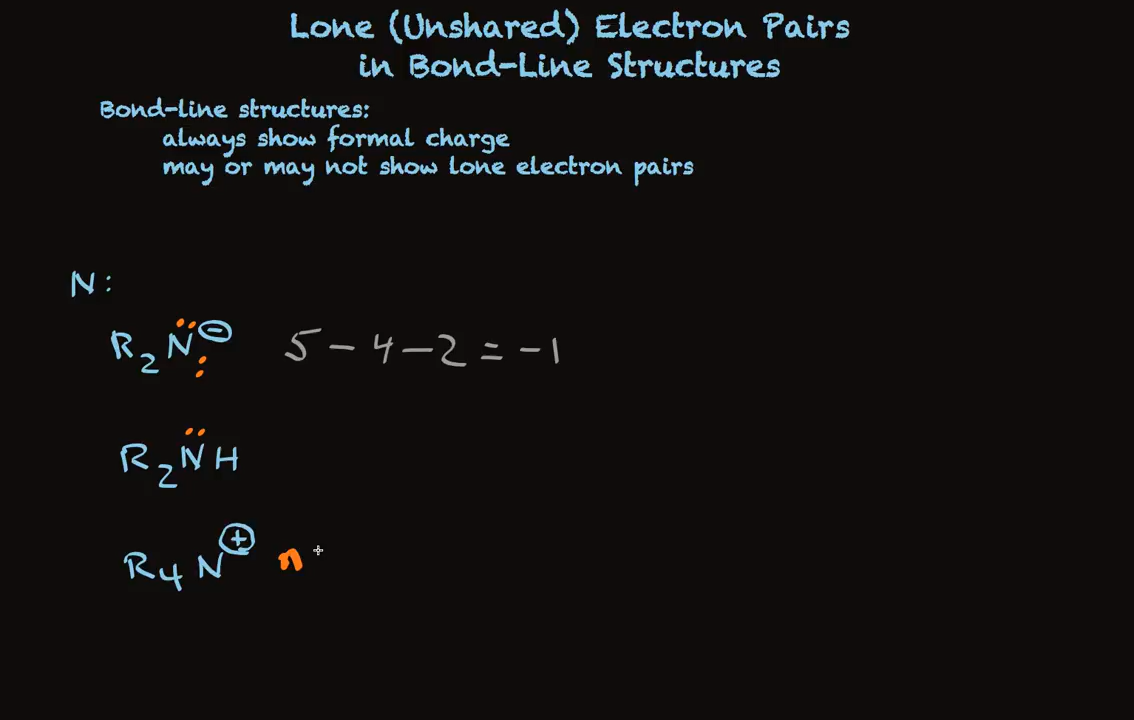 Lone (Unshared) Electron Pairs
in Bond-Line Structures
Bond-line structures:
always show formal charge
may or may not show lone electron pairs
N:
R₂N̈:⊖ 5 - 4 - 2 = -1
R₂N̈H
R₄N⊕ n